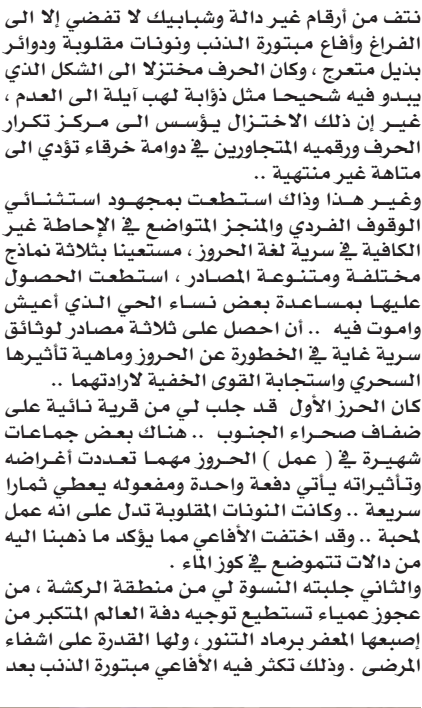 نتف من أرقام غير دالة وشبابيك لا تفضي إلا الى
الفراغ وأفاع مبتورة الذنب ونونات مقلوبة ودوائر
بذيل متعرج ، وكان الحرف مختزلا الى الشكل الذي
يبدو فيه شحيحا مثل ذؤابة لهب آيلة الى العدم ،
غير إن ذلك الاختزال يؤسس الى مركز تكرار
الحرف ورقميه المتجاورين في دوامة خرقاء تؤدي الى
متاهة غير منتهية ..
وغير هذا وذاك استطعت بمجهود استثنائي
الوقوف الفردي والمنجز المتواضع في الإحاطة غير
الكافية في سرية لغة الحروز ، مستعينا بثلاثة نماذج
مختلفة ومتنوعة المصادر ، استطعت الحصول
عليها بمساعدة بعض نساء الحي الذي أعيش
واموت فيه .. أن احصل على ثلاثة مصادر لوثائق
سرية غاية في الخطورة عن الحروز وماهية تأثيرها
السحري واستجابة القوى الخفية لارادتهما ..
كان الحرز الأول قد جلب لي من قرية نائية على
ضفاف صحراء الجنوب .. هناك بعض جماعات
شهيرة في ( عمل ) الحروز مهما تعددت أغراضه
وتأثيراته يأتي دفعة واحدة ومفعوله يعطي ثمارا
سريعة .. وكانت النونات المقلوبة تدل على انه عمل
لمحبة .. وقد اختفت الأفاعي مما يؤكد ما ذهبنا اليه
من دالات تتموضع في كوز الماء .
والثاني جلبته النسوة لي من منطقة الركشة ، من
عجوز عمياء تستطيع توجيه دفة العالم المتكبر من
إصبعها المعفر برماد التنور ، ولها القدرة على اشفاء
المرضى . وذلك تكثر فيه الأفاعي مبتورة الذنب بعد